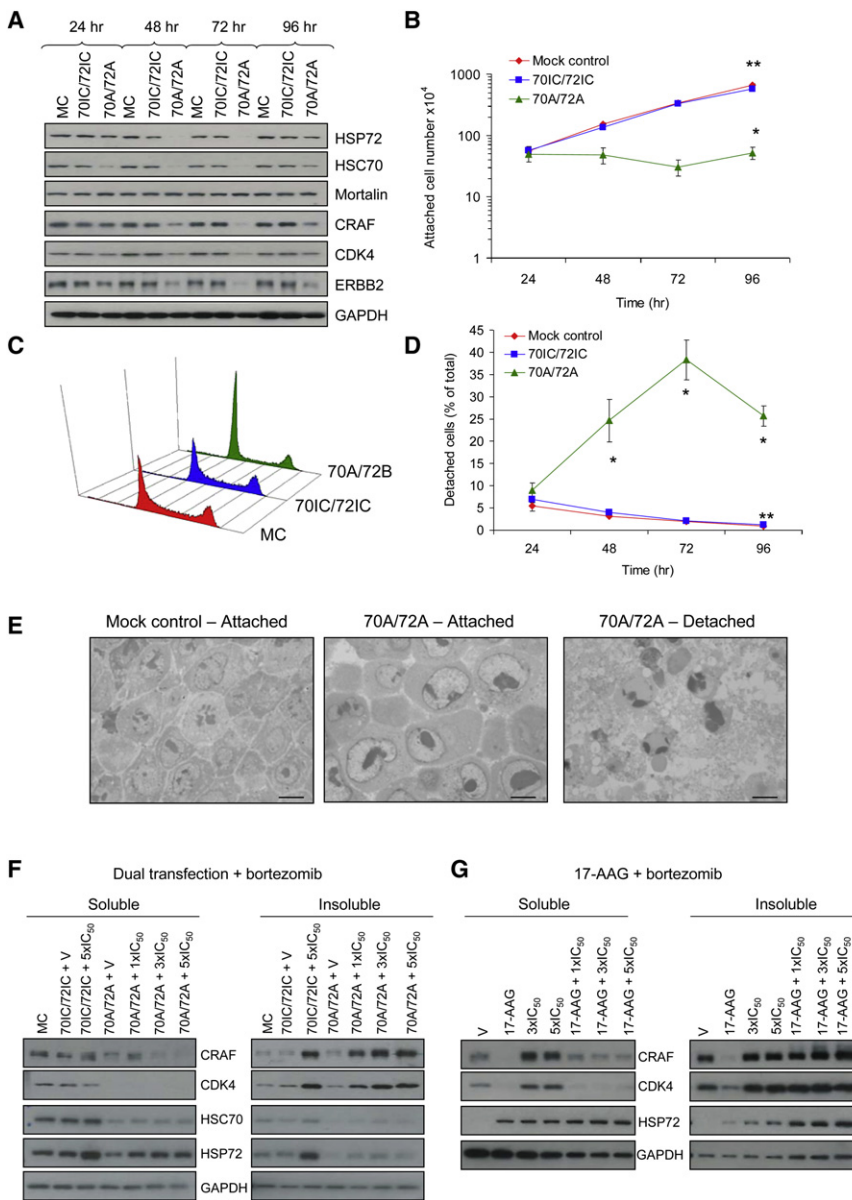 A
24 hr 48 hr 72 hr 96 hr
MC 70IC/72IC 70A/72A MC 70IC/72IC 70A/72A MC 70IC/72IC 70A/72A MC 70IC/72IC 70A/72A
HSP72
HSC70
Mortalin
CRAF
CDK4
ERBB2
GAPDH
B
Mock control
70IC/72IC
70A/72A
Attached cell number x10⁴
1000
100
10
1
**
*
24 48 72 96
Time (hr)
C
70A/72B
70IC/72IC
MC
D
Mock control
70IC/72IC
70A/72A
Detached cells (% of total)
45
40
35
30
25
20
15
10
5
0
*
*
*
**
24 48 72 96
Time (hr)
E
Mock control – Attached
70A/72A – Attached
70A/72A – Detached
F
Dual transfection + bortezomib
Soluble
Insoluble
MC 70IC/72IC + V 70IC/72IC + 5xIC₅₀ 70A/72A + V 70A/72A + 1xIC₅₀ 70A/72A + 3xIC₅₀ 70A/72A + 5xIC₅₀
MC 70IC/72IC + V 70IC/72IC + 5xIC₅₀ 70A/72A + V 70A/72A + 1xIC₅₀ 70A/72A + 3xIC₅₀ 70A/72A + 5xIC₅₀
CRAF
CDK4
HSC70
HSP72
GAPDH
G
17-AAG + bortezomib
Soluble
Insoluble
V 17-AAG 3xIC₅₀ 5xIC₅₀ 17-AAG + 1xIC₅₀ 17-AAG + 3xIC₅₀ 17-AAG + 5xIC₅₀
V 17-AAG 3xIC₅₀ 5xIC₅₀ 17-AAG + 1xIC₅₀ 17-AAG + 3xIC₅₀ 17-AAG + 5xIC₅₀
CRAF
CDK4
HSP72
GAPDH